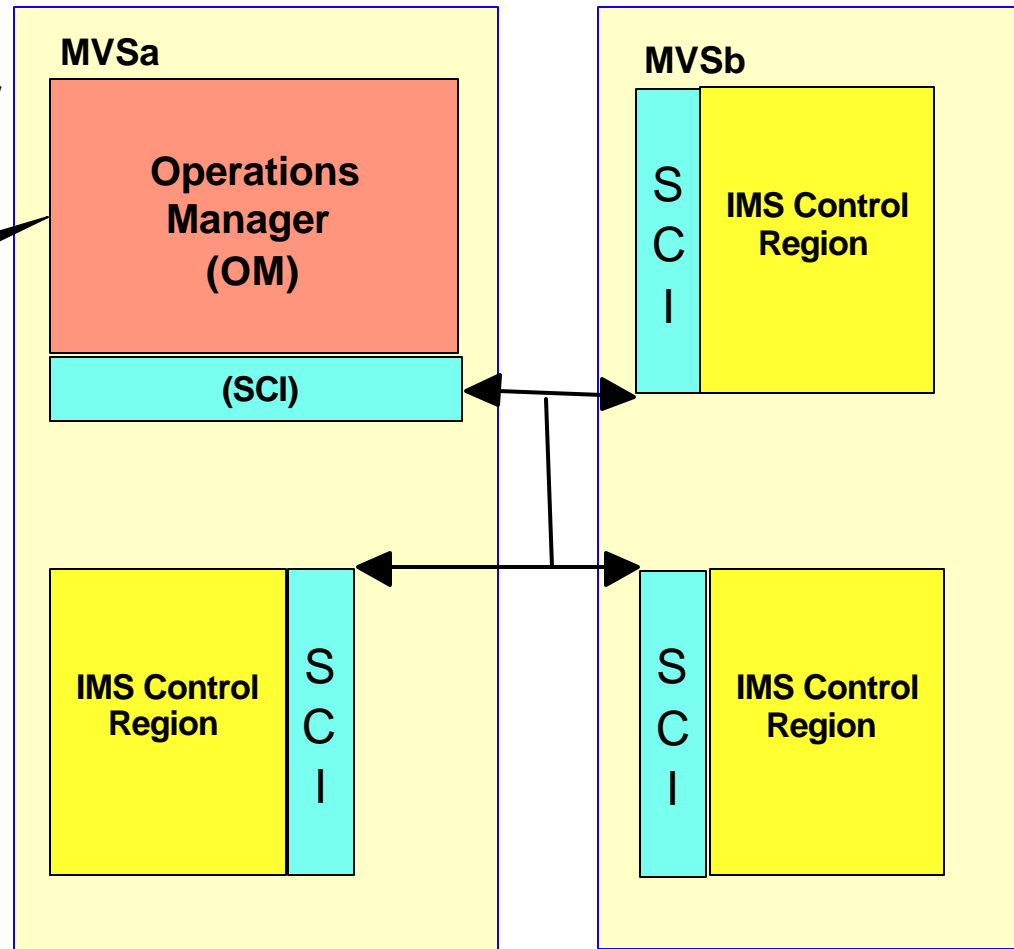 MVSa
Operations
Manager
(OM)
(SCI)
IMS Control
Region
S
C
I
MVSb
S
C
I
IMS Control
Region
S
C
I
IMS Control
Region